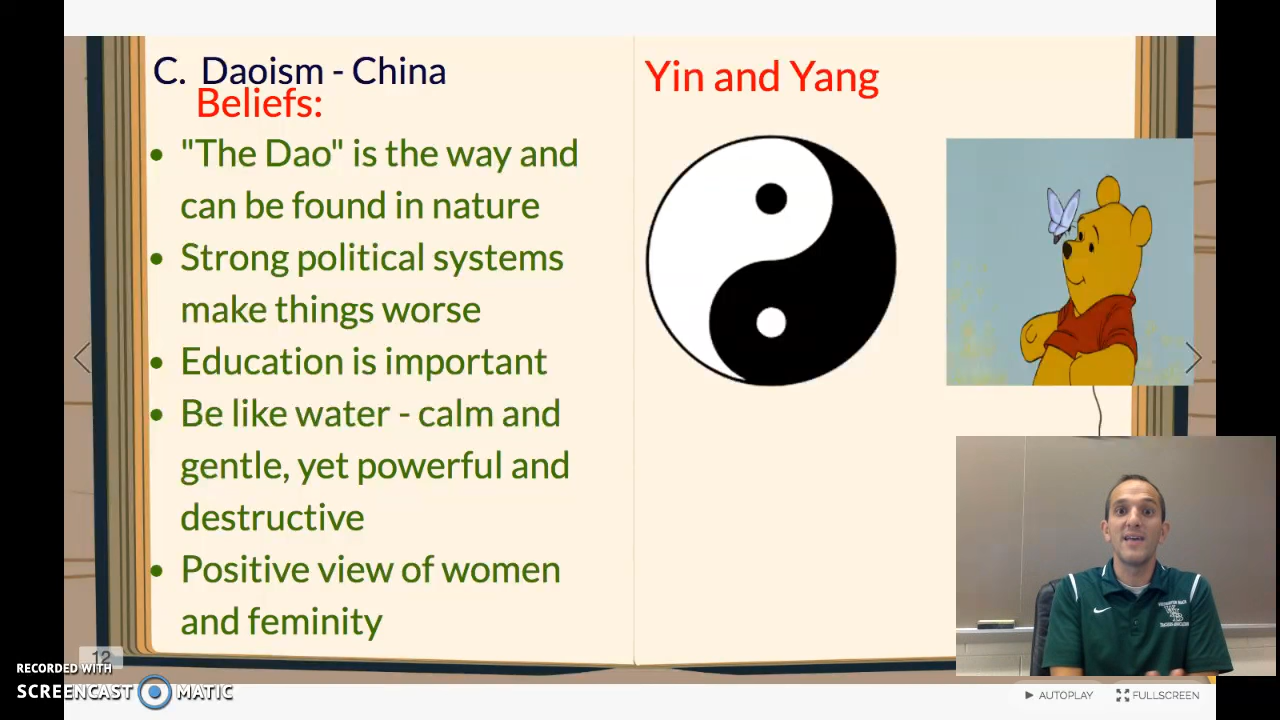 C. Daoism - China
Beliefs:
• "The Dao" is the way and
can be found in nature
• Strong political systems
make things worse
• Education is important
• Be like water - calm and
gentle, yet powerful and
destructive
• Positive view of women
and feminity
Yin and Yang
12
RECORDED WITH
SCREENCAST MATIC
AUTOPLAY
FULLSCREEN